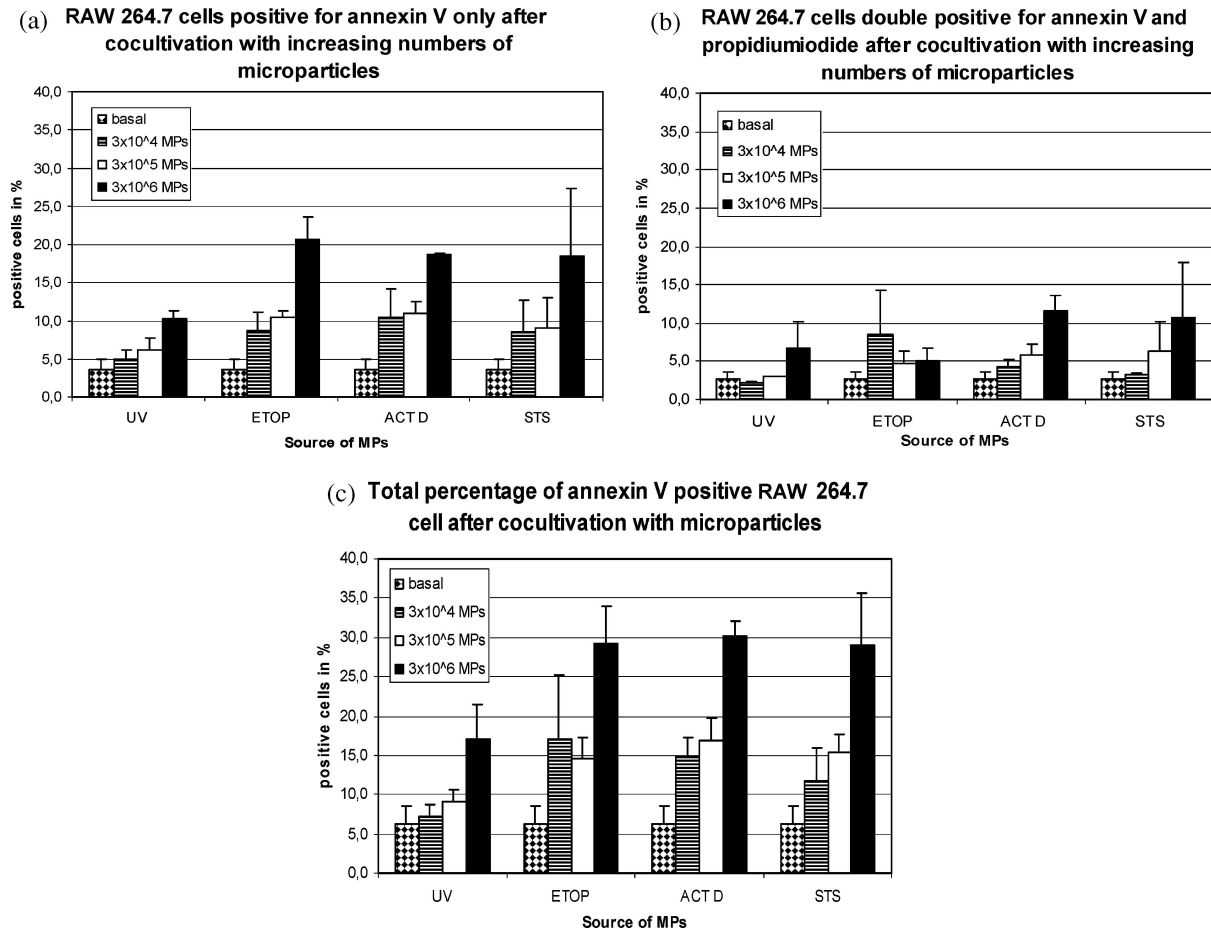 (a) RAW 264.7 cells positive for annexin V only after
cocultivation with increasing numbers of
microparticles
40,0
35,0
30,0
25,0
20,0
15,0
10,0
5,0
0,0
positive cells in %
basal
3x10^4 MPs
3x10^5 MPs
3x10^6 MPs
UV ETOP ACT D STS
Source of MPs
(b) RAW 264.7 cells double positive for annexin V and
propidiumiodide after cocultivation with increasing
numbers of microparticles
40,0
35,0
30,0
25,0
20,0
15,0
10,0
5,0
0,0
positive cells in %
basal
3x10^4 MPs
3x10^5 MPs
3x10^6 MPs
UV ETOP ACT D STS
Source of MPs
(c) Total percentage of annexin V positive RAW 264.7
cell after cocultivation with microparticles
40,0
35,0
30,0
25,0
20,0
15,0
10,0
5,0
0,0
positive cells in %
basal
3x10^4 MPs
3x10^5 MPs
3x10^6 MPs
UV ETOP ACT D STS
Source of MPs